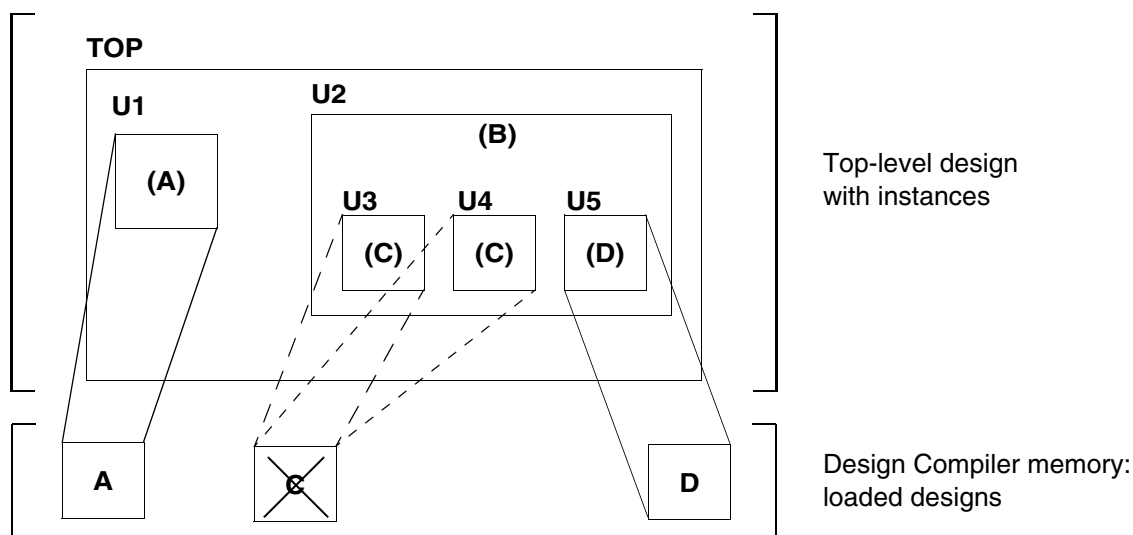 TOP
U1
U2
(B)
(A)
U3
U4
U5
(C)
(C)
(D)
Top-level design
with instances
A
C
D
Design Compiler memory:
loaded designs